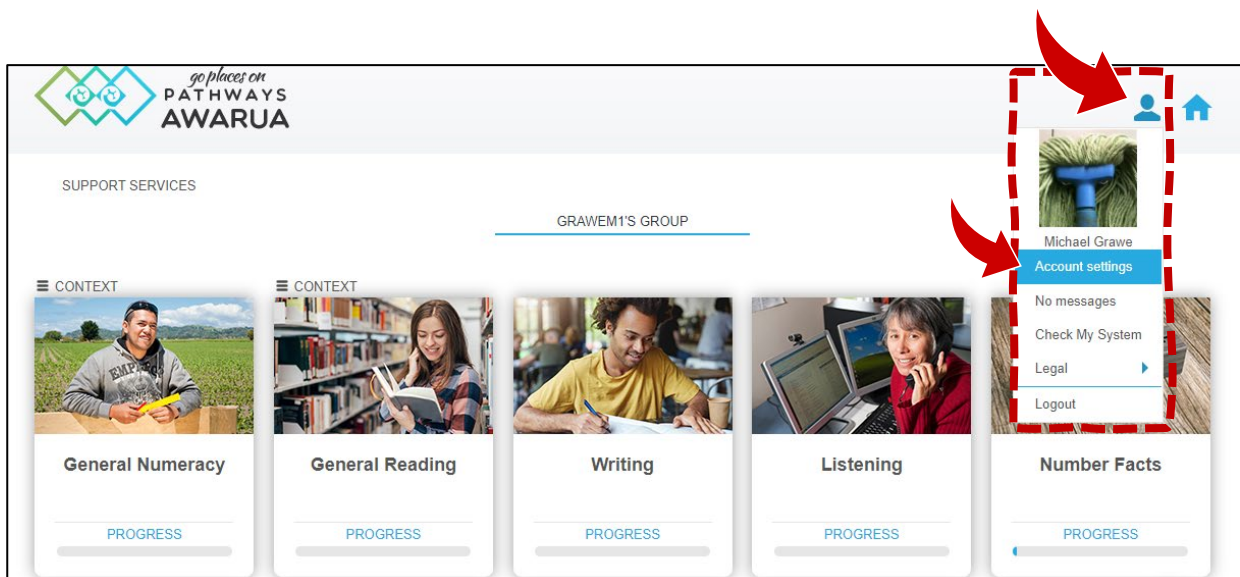 go places on
PATHWAYS
AWARUA
SUPPORT SERVICES
GRAWEM1'S GROUP
Michael Grawe
Account settings
No messages
Check My System
Legal
Logout
CONTEXT
CONTEXT
General Numeracy
General Reading
Writing
Listening
Number Facts
PROGRESS
PROGRESS
PROGRESS
PROGRESS
PROGRESS